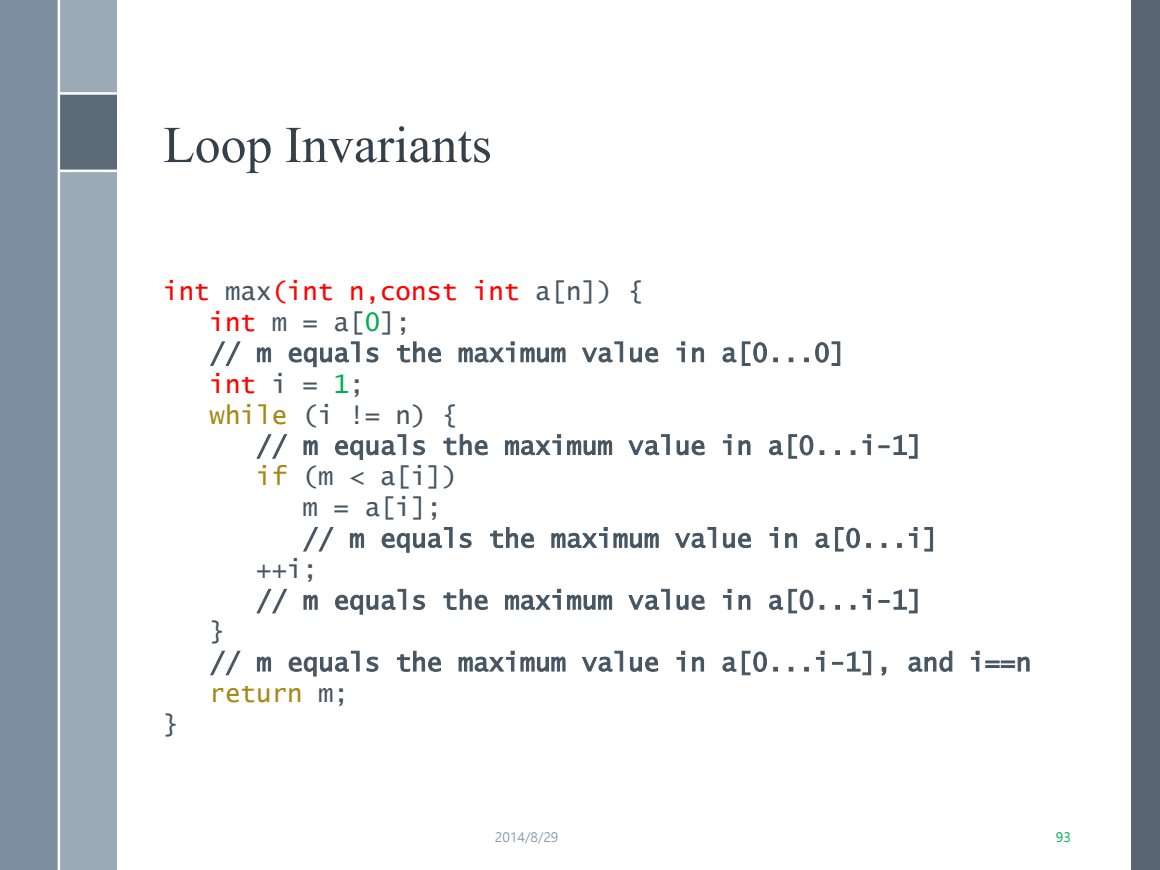 Loop Invariants
int max(int n,const int a[n]) {
   int m = a[0];
   // m equals the maximum value in a[0...0]
   int i = 1;
   while (i != n) {
      // m equals the maximum value in a[0...i-1]
      if (m < a[i])
         m = a[i];
         // m equals the maximum value in a[0...i]
      ++i;
      // m equals the maximum value in a[0...i-1]
   }
   // m equals the maximum value in a[0...i-1], and i==n
   return m;
}
2014/8/29
93